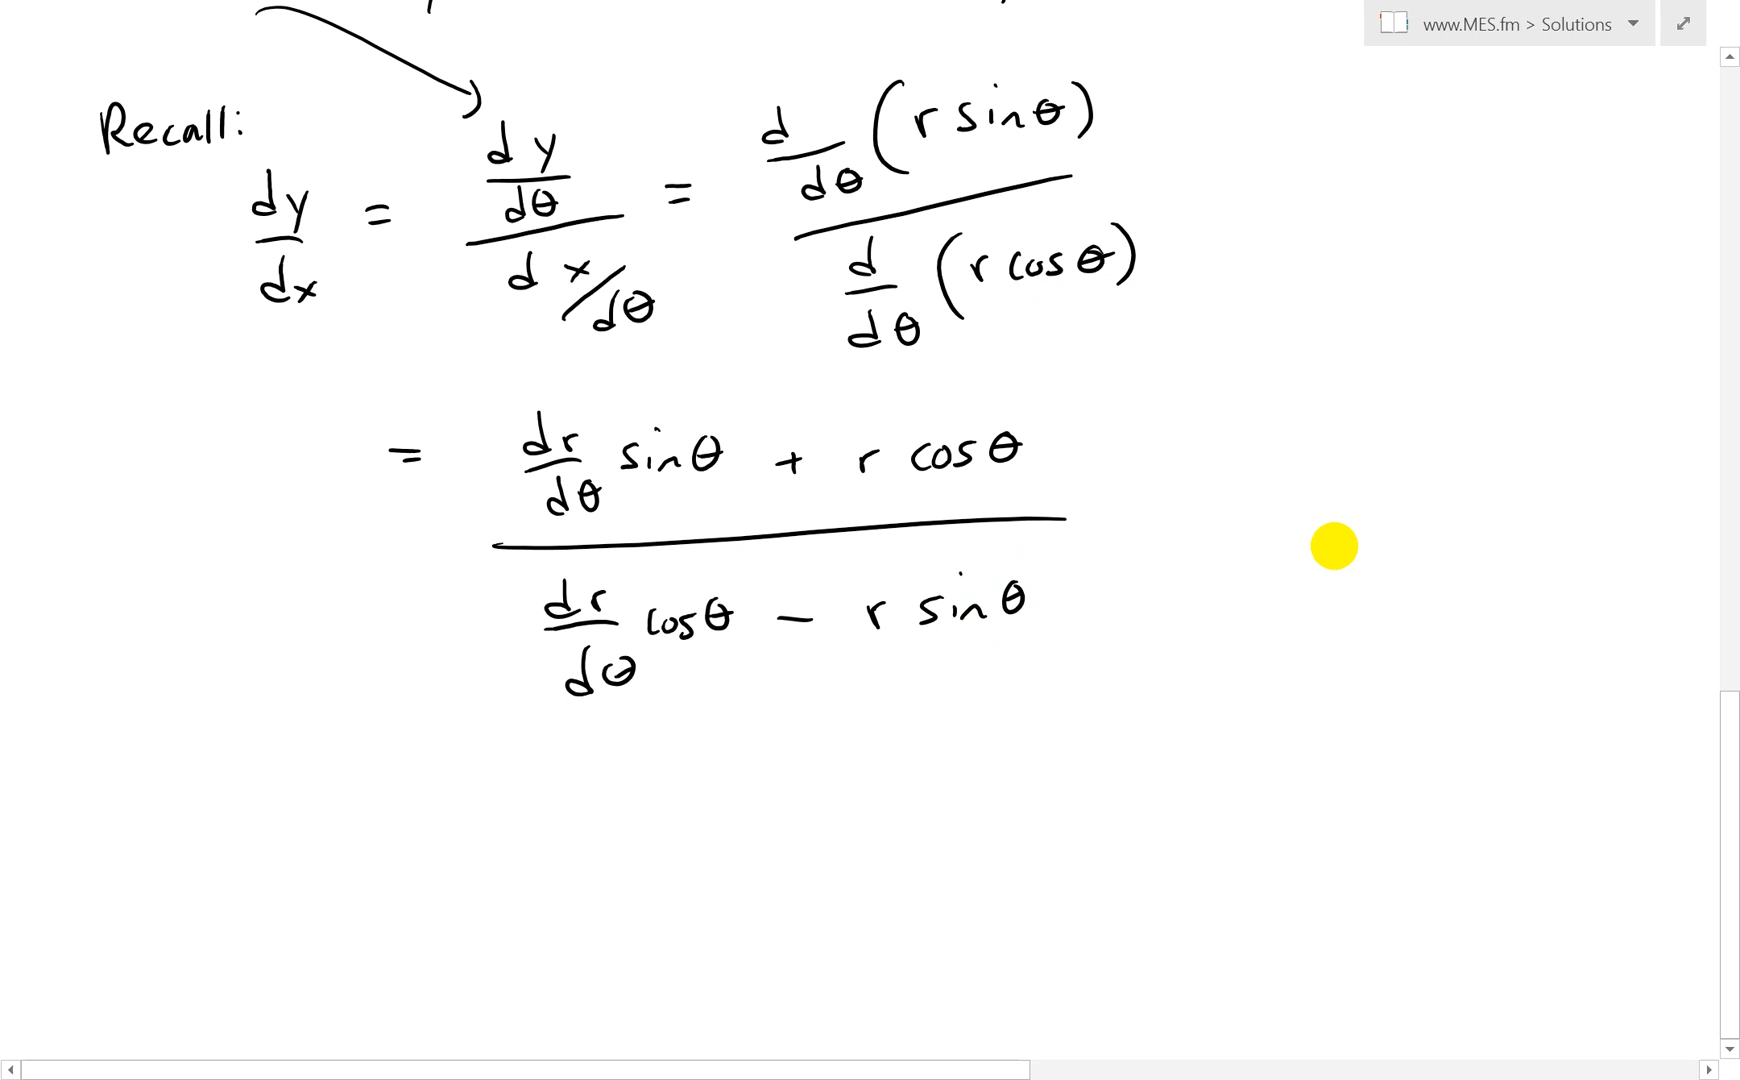 www.MES.fm > Solutions
Recall:
dy/dx = (dy/dθ)/(dx/dθ) = (d/dθ (r sinθ))/(d/dθ (r cosθ))
= (dr/dθ sinθ + r cosθ)/(dr/dθ cosθ − r sinθ)